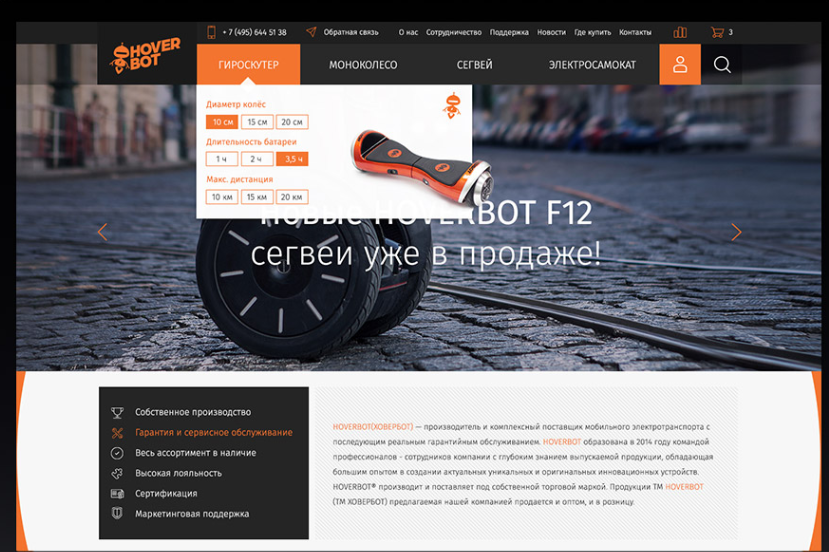 HOVER
BOT
+ 7 (495) 644 51 38
Обратная связь
О нас Сотрудничество Поддержка Новости Где купить Контакты
3
ГИРОСКУТЕР МОНОКОЛЕСО СЕГВЕЙ ЭЛЕКТРОСАМОКАТ
Диаметр колёс
10 см 15 см 20 см
Длительность батареи
1 ч 2 ч 3,5 ч
Макс. дистанция
10 км 15 км 20 км
Новые HOVERBOT F12
сегвеи уже в продаже!
Собственное производство
Гарантия и сервисное обслуживание
Весь ассортимент в наличие
Высокая лояльность
Сертификация
Маркетинговая поддержка
HOVERBOT(ХОВЕРБОТ) — производитель и комплексный поставщик мобильного электротранспорта с
последующим реальным гарантийным обслуживанием. HOVERBOT образована в 2014 году командой
профессионалов - сотрудников компании с глубоким знанием выпускаемой продукции, обладающая
большим опытом в создании актуальных уникальных и оригинальных инновационных устройств.
HOVERBOT® производит и поставляет под собственной торговой маркой. Продукции ТМ HOVERBOT
(ТМ ХОВЕРБОТ) предлагаемая нашей компанией продается и оптом, и в розницу.